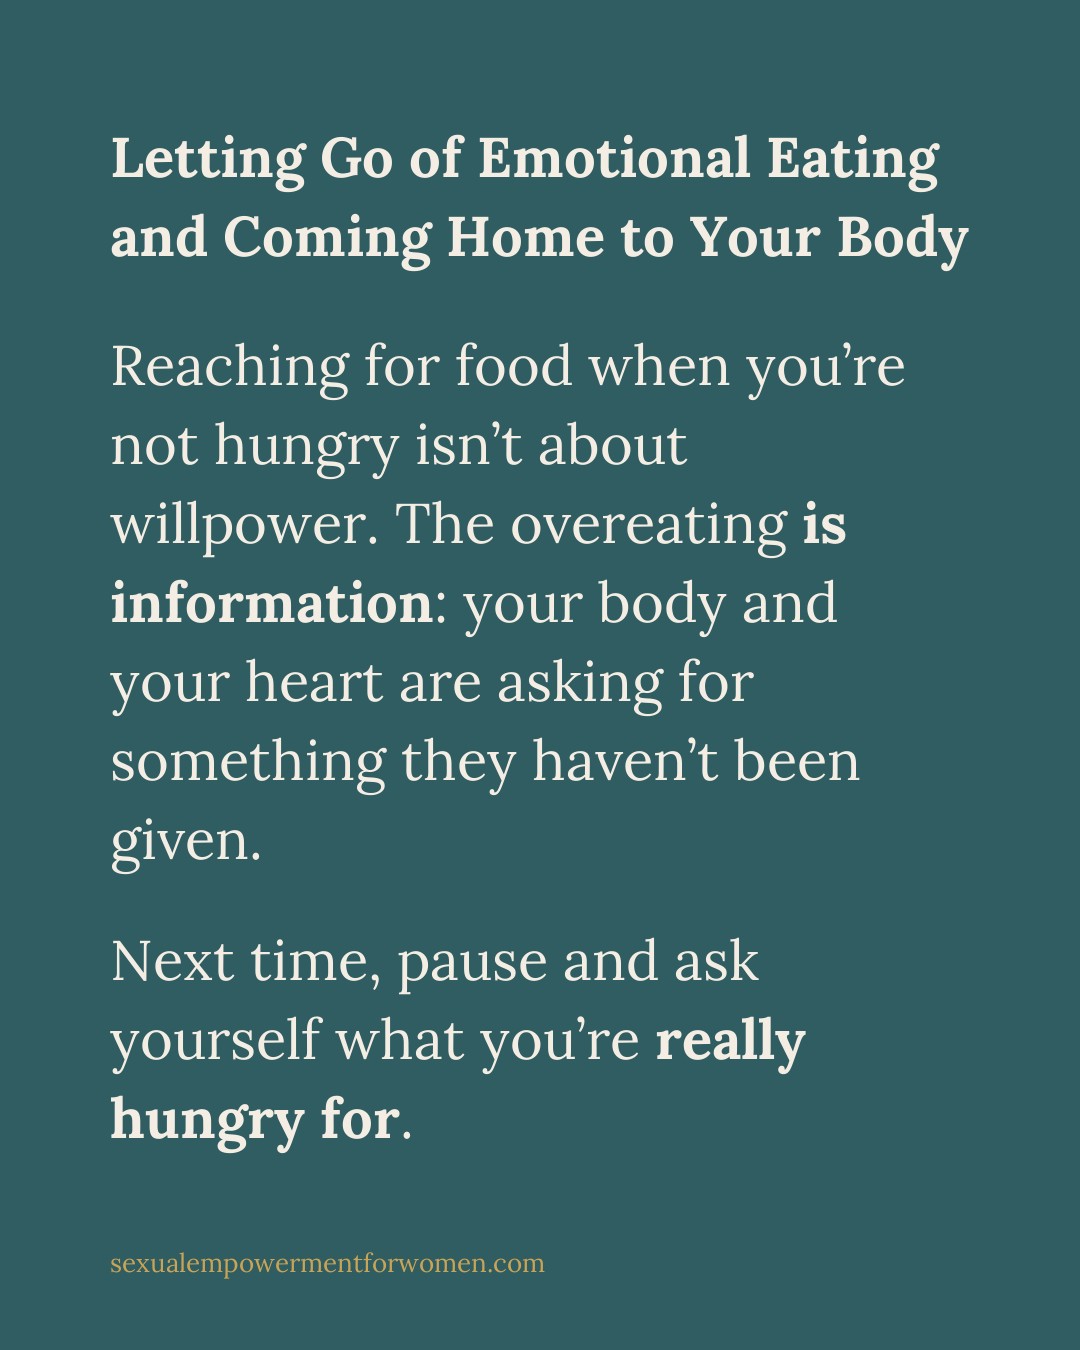 Letting Go of Emotional Eating
and Coming Home to Your Body
Reaching for food when you’re
not hungry isn’t about
willpower. The overeating is
information: your body and
your heart are asking for
something they haven’t been
given.
Next time, pause and ask
yourself what you’re really
hungry for.
sexualempowermentforwomen.com